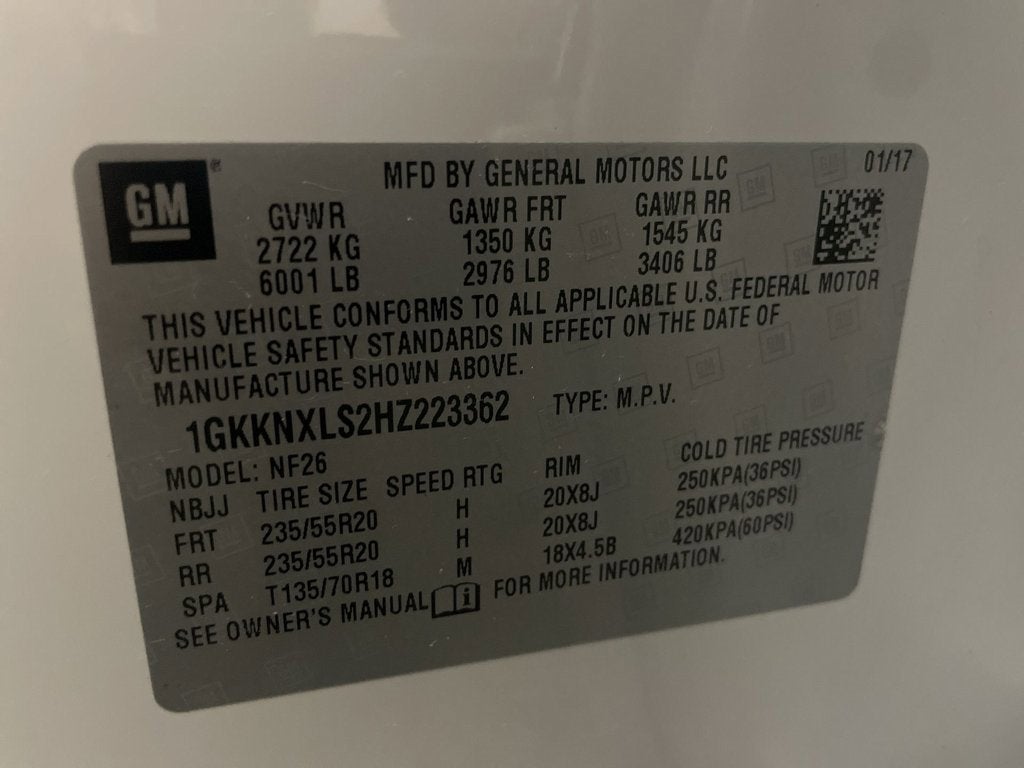 GM ® MFD BY GENERAL MOTORS LLC 01/17
GVWR GAWR FRT GAWR RR
2722 KG 1350 KG 1545 KG
6001 LB 2976 LB 3406 LB
THIS VEHICLE CONFORMS TO ALL APPLICABLE U.S. FEDERAL MOTOR
VEHICLE SAFETY STANDARDS IN EFFECT ON THE DATE OF
MANUFACTURE SHOWN ABOVE.
1GKKNXLS2HZ223362 TYPE: M.P.V.
MODEL: NF26
NBJJ TIRE SIZE SPEED RTG RIM COLD TIRE PRESSURE
FRT 235/55R20 H 20X8J 250KPA(36PSI)
RR 235/55R20 H 20X8J 250KPA(36PSI)
SPA T135/70R18 M 18X4.5B 420KPA(60PSI)
SEE OWNER'S MANUAL i FOR MORE INFORMATION.